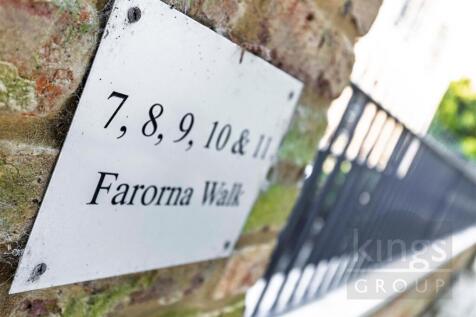 7, 8, 9, 10 & 11
Farorna Walk
kings
GROUP